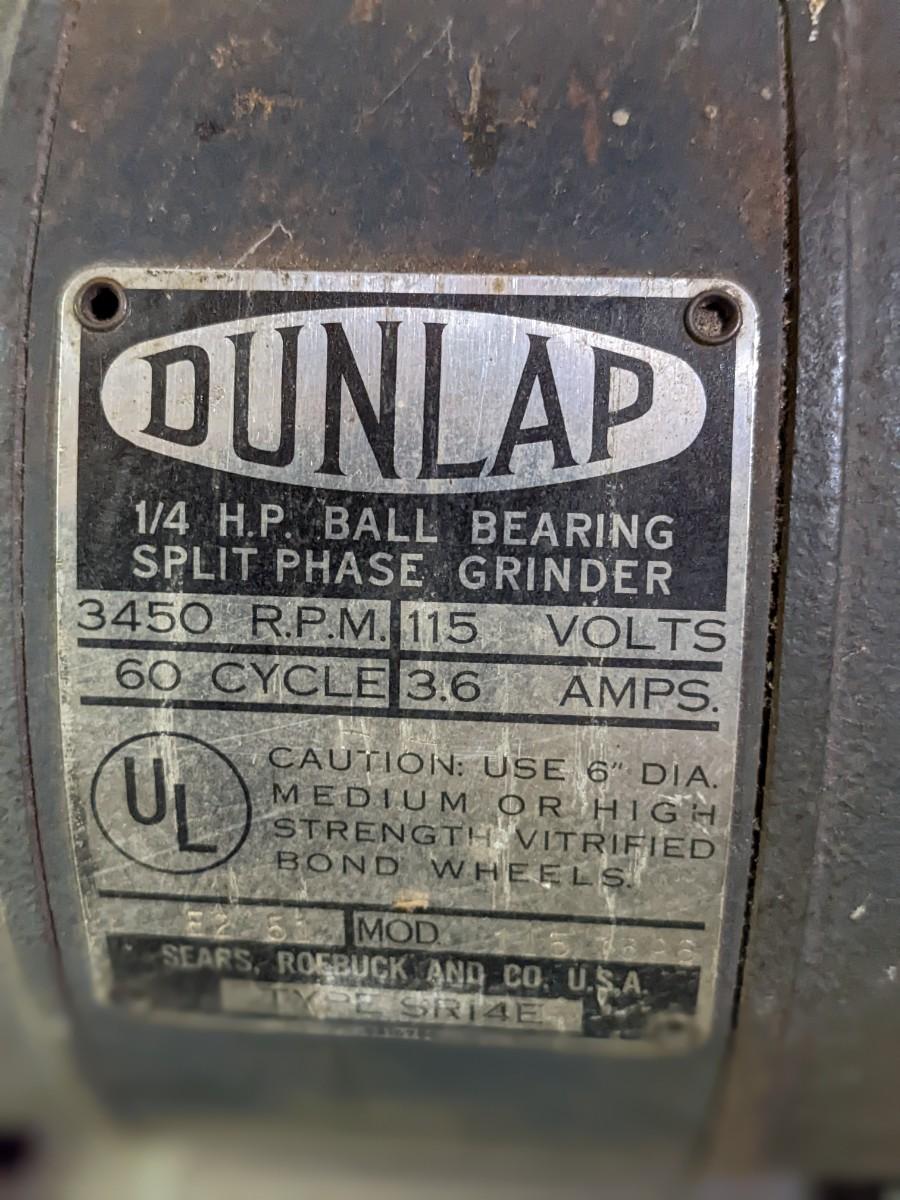 DUNLAP
1/4 H.P. BALL BEARING
SPLIT PHASE GRINDER
3450 R.P.M. 115 VOLTS
60 CYCLE 3.6 AMPS.
UL
CAUTION: USE 6" DIA.
MEDIUM OR HIGH
STRENGTH VITRIFIED
BOND WHEELS.
MOD.
SEARS, ROEBUCK AND CO. U.S.A.
TYPE SR14E